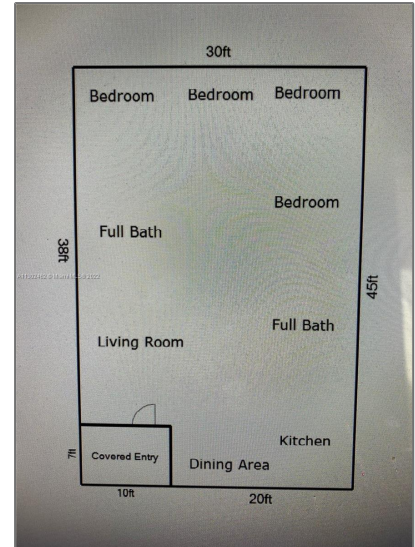 30ft
Bedroom
Bedroom
Bedroom
Bedroom
Full Bath
38ft
45ft
Full Bath
Living Room
Kitchen
7ft
Covered Entry
Dining Area
10ft
20ft